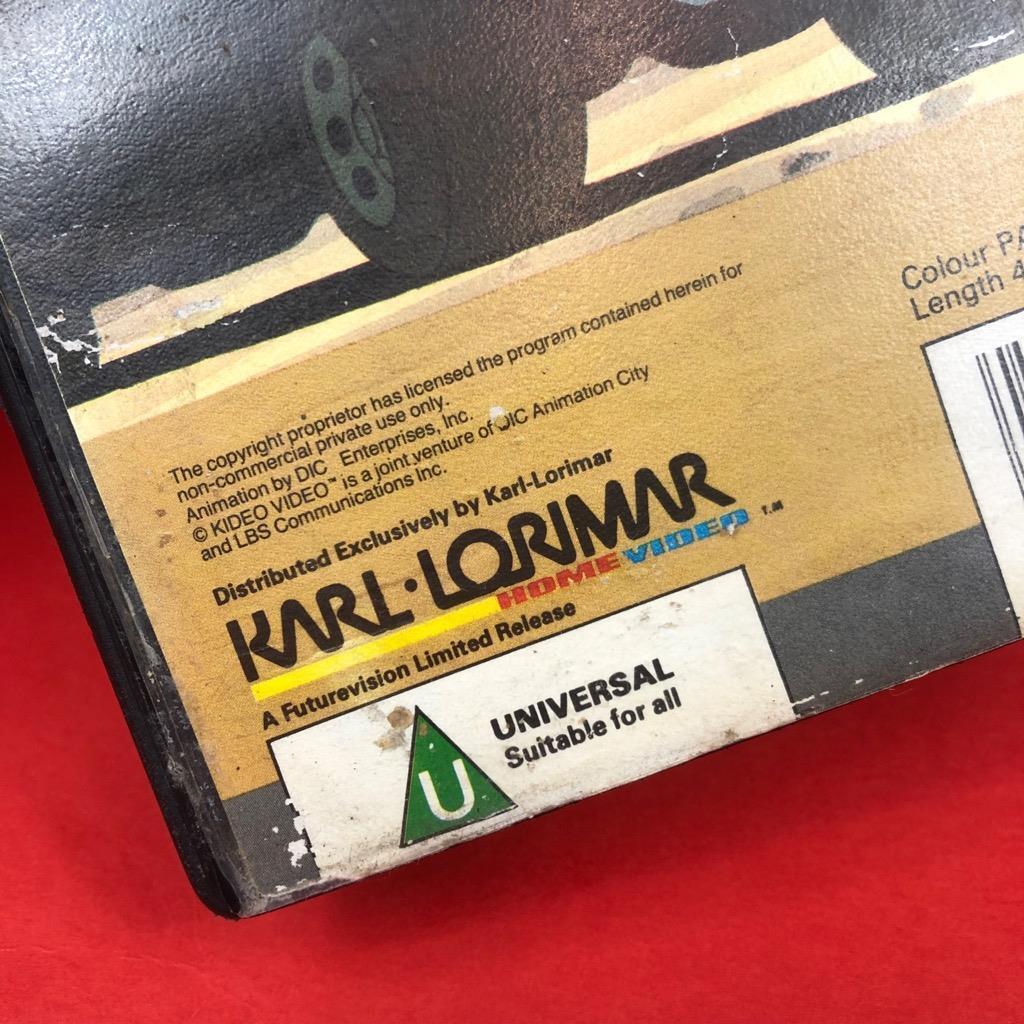 Colour
Length 4
The copyright proprietor has licensed the program contained herein for
non-commercial private use only.
Animation by DIC Enterprises, Inc.
© KIDEO VIDEO™ is a joint venture of DIC Animation City
and LBS Communications Inc.
Distributed Exclusively by Karl-Lorimar
KARL·LORIMAR
HOME VIDEO T.M
A Futurevision Limited Release
U
UNIVERSAL
Suitable for all